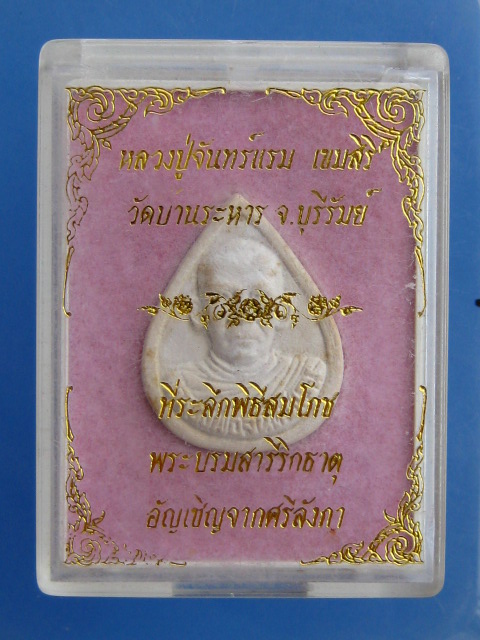 หลวงปู่จันทร์แรม เขมสิริ
วัดบ้านระหาร จ.บุรีรัมย์
ที่ระลึกพิธีสมโภช
พระบรมสารีริกธาตุ
อัญเชิญจากศรีลังกา